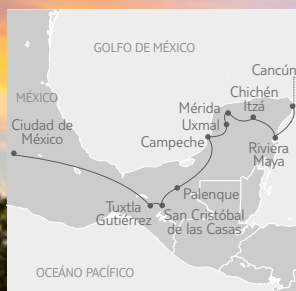 GOLFO DE MÉXICO
Cancún
Chichén
Itzá
MÉXICO
Mérida
Uxmal
Ciudad de
México
Campeche
Riviera
Maya
Palenque
Tuxtla
Gutiérrez
San Cristóbal
de las Casas
OCEÁNO PACÍFICO